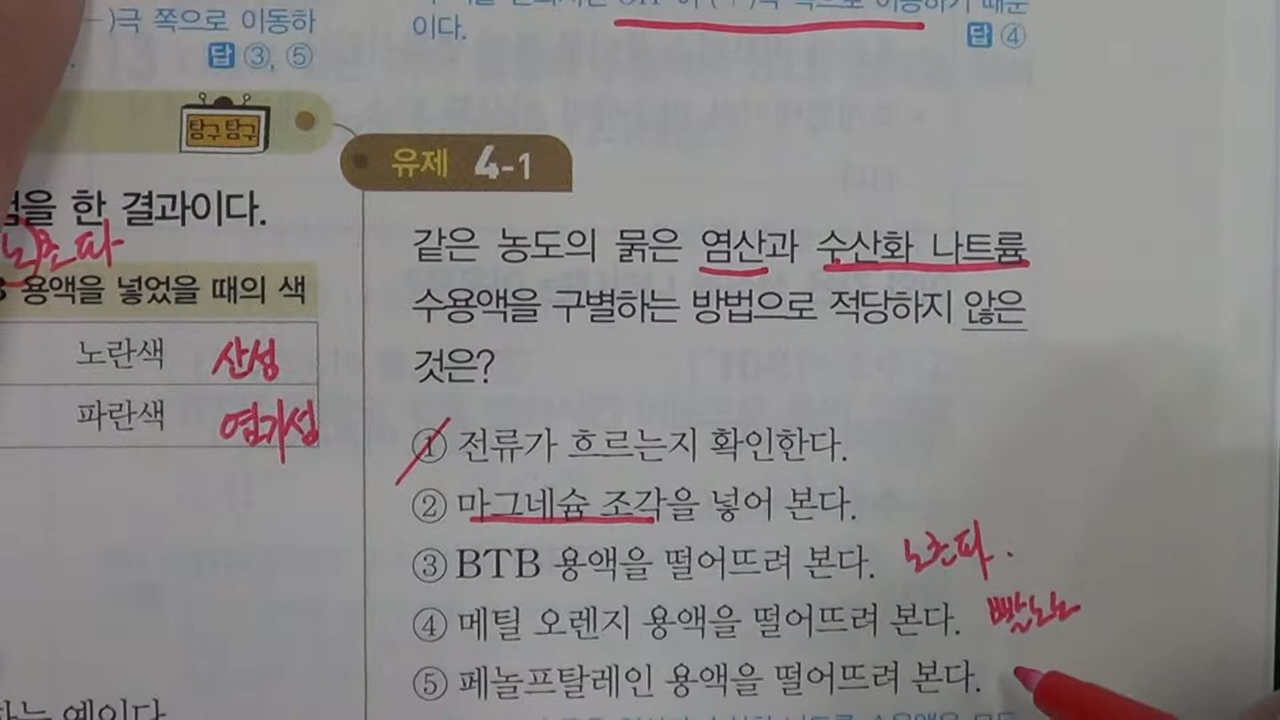 )극 쪽으로 이동하
답 ③, ⑤
이다.
답 ④
탐구탐구
유제 4-1
을 한 결과이다.
노초파
용액을 넣었을 때의 색
노란색 산성
파란색 염기성
같은 농도의 묽은 염산과 수산화 나트륨
수용액을 구별하는 방법으로 적당하지 않은
것은?
① 전류가 흐르는지 확인한다.
② 마그네슘 조각을 넣어 본다.
③ BTB 용액을 떨어뜨려 본다. 노초파.
④ 메틸 오렌지 용액을 떨어뜨려 본다. 빨노노
⑤ 페놀프탈레인 용액을 떨어뜨려 본다.
하는 예이다